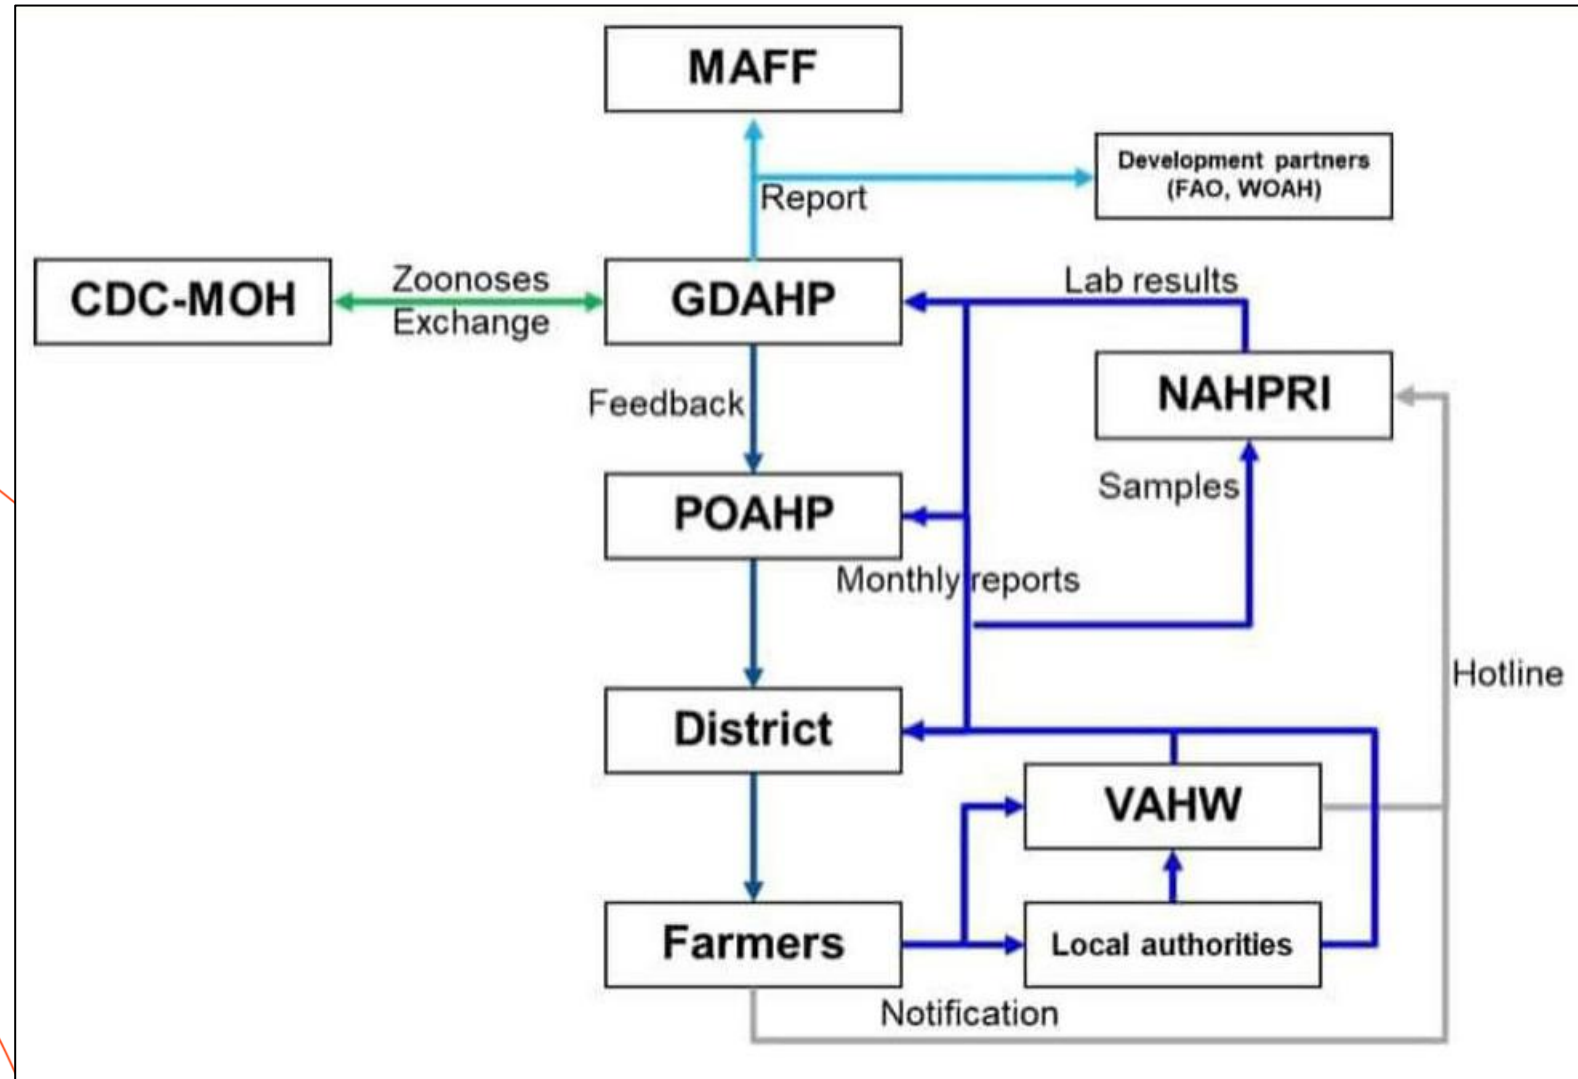 MAFF
Development partners
(FAO, WOAH)
Report
CDC-MOH
Zoonoses
Exchange
GDAHP
Lab results
NAHPRI
Feedback
Samples
POAHP
Monthly reports
Hotline
District
VAHW
Farmers
Local authorities
Notification